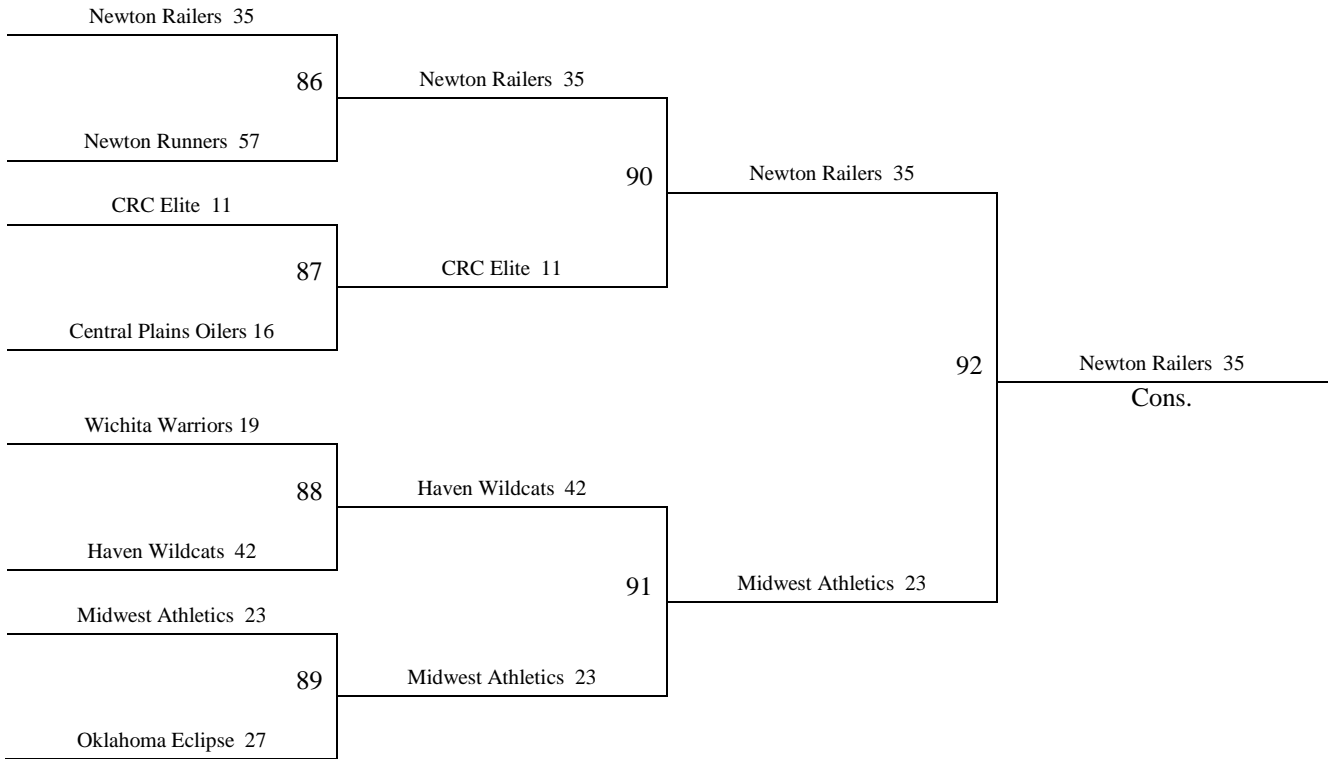 Newton Railers 35
86
Newton Railers 35
Newton Runners 57
90
Newton Railers 35
CRC Elite 11
87
CRC Elite 11
Central Plains Oilers 16
92
Newton Railers 35
Cons.
Wichita Warriors 19
88
Haven Wildcats 42
Haven Wildcats 42
91
Midwest Athletics 23
Midwest Athletics 23
89
Midwest Athletics 23
Oklahoma Eclipse 27